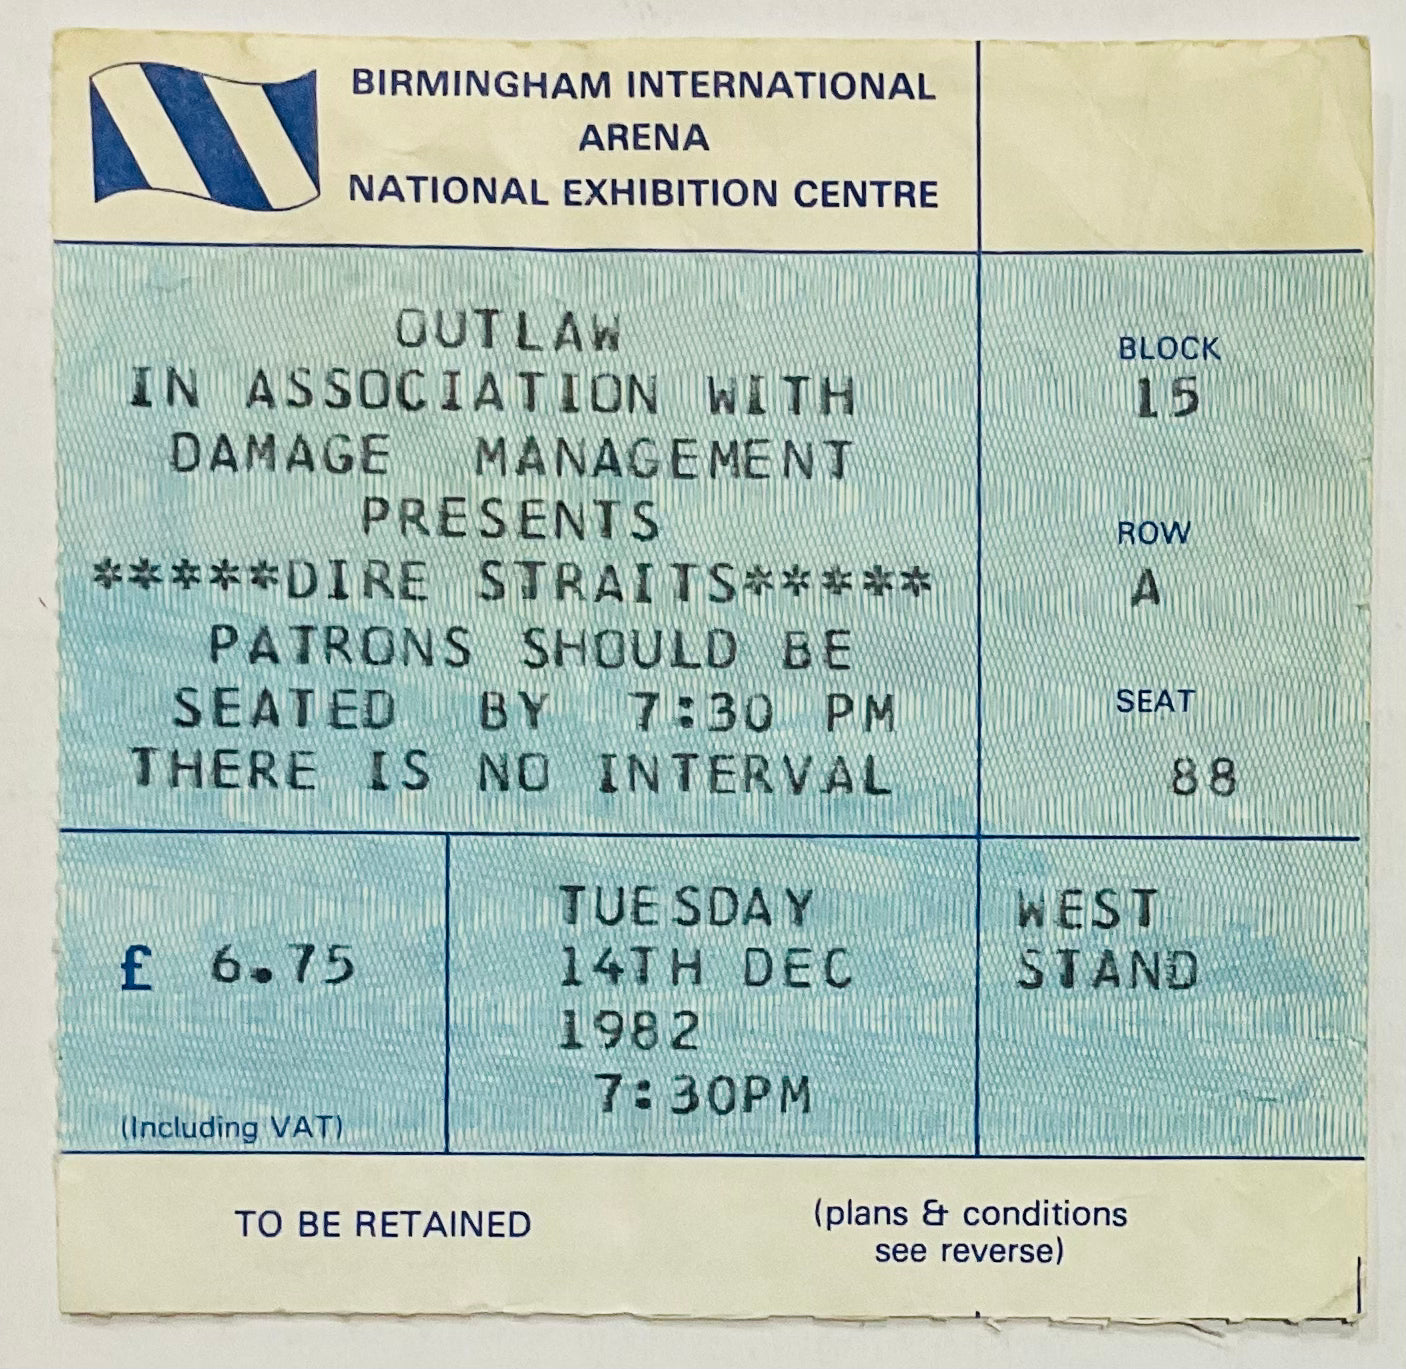 BIRMINGHAM INTERNATIONAL
ARENA
NATIONAL EXHIBITION CENTRE
OUTLAW
IN ASSOCIATION WITH
DAMAGE MANAGEMENT
PRESENTS
*****DIRE STRAITS*****
PATRONS SHOULD BE
SEATED BY 7:30 PM
THERE IS NO INTERVAL
BLOCK
15
ROW
A
SEAT
88
£ 6.75
(Including VAT)
TUESDAY
14TH DEC
1982
7:30PM
WEST
STAND
TO BE RETAINED
(plans & conditions
see reverse)